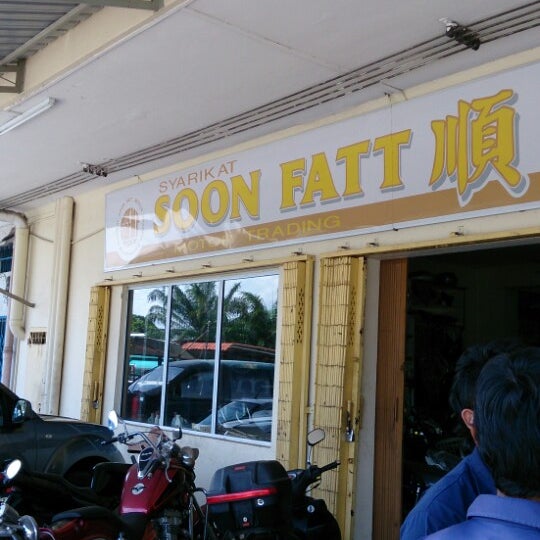 SYARIKAT
SOON FATT 順
MOTOR TRADING